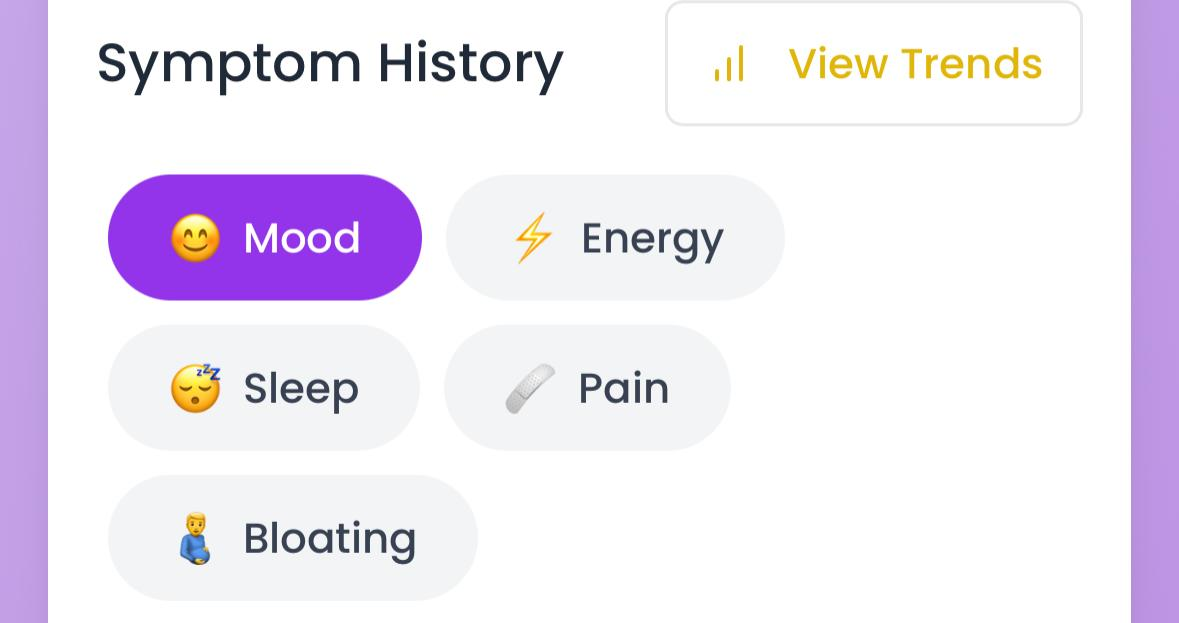 Symptom History
View Trends
😊 Mood
⚡ Energy
😴 Sleep
🩹 Pain
🫃 Bloating